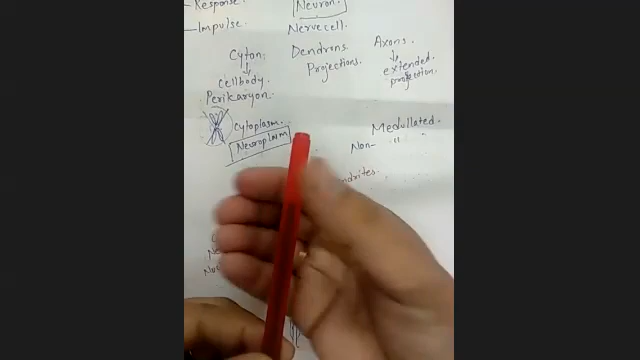 - Response.
Neuron.
- Impulse.
Nervecell.
Cyton.
Dendrons.
Axons.
Projections.
extended
projection.
Cellbody.
Perikaryon.
Cytoplasm.
Neuroplasm
Medullated.
Non- "